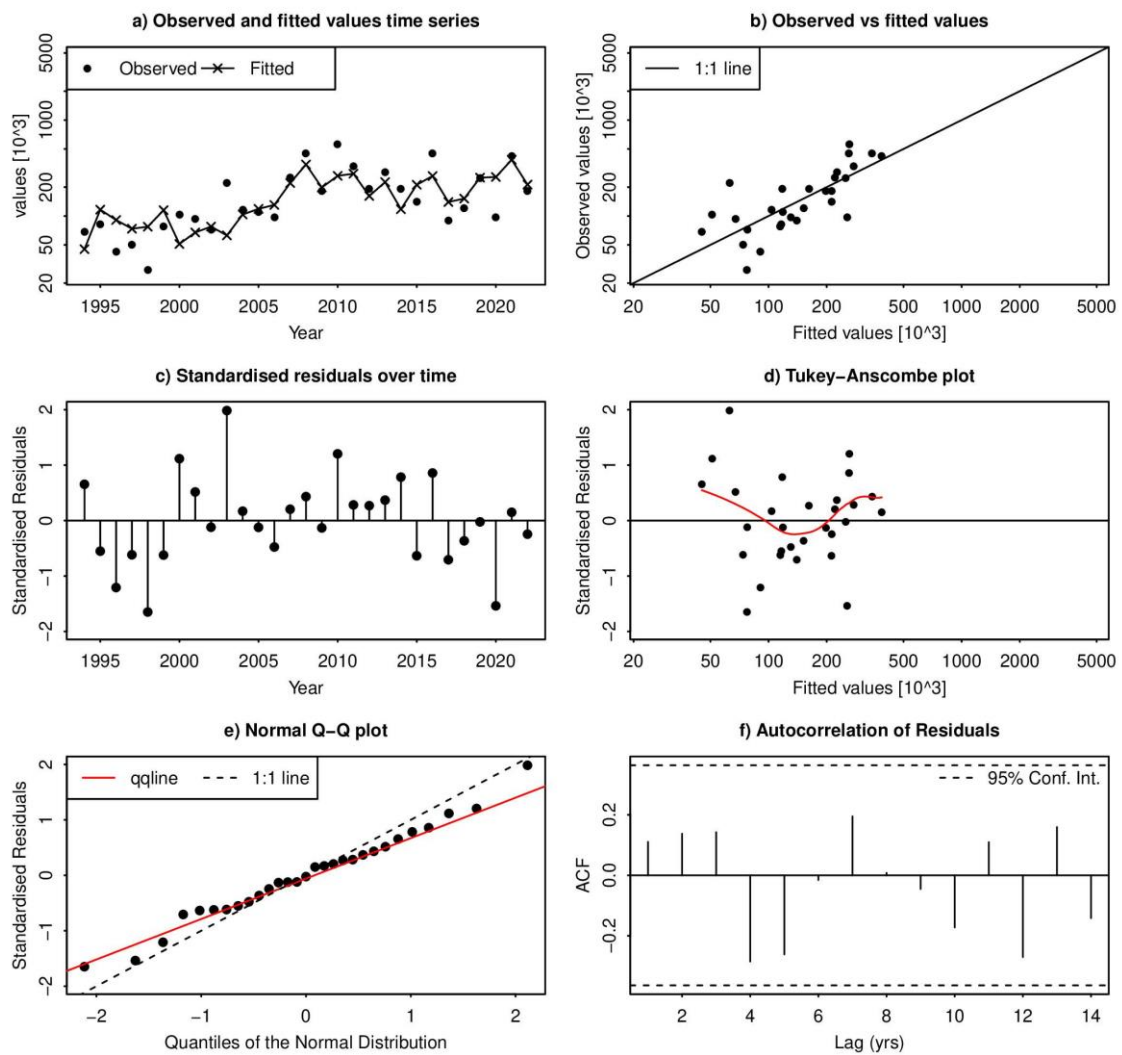 a) Observed and fitted values time series
Observed Fitted
values [10^3]
20 50 200 1000 5000
1995 2000 2005 2010 2015 2020
Year
b) Observed vs fitted values
1:1 line
Observed values [10^3]
20 50 200 1000 5000
20 50 100 200 500 1000 2000 5000
Fitted values [10^3]
c) Standardised residuals over time
Standardised Residuals
−2 −1 0 1 2
1995 2000 2005 2010 2015 2020
Year
d) Tukey−Anscombe plot
Standardised Residuals
−2 −1 0 1 2
20 50 100 200 500 1000 2000 5000
Fitted values [10^3]
e) Normal Q−Q plot
qqline 1:1 line
Standardised Residuals
−2 −1 0 1 2
−2 −1 0 1 2
Quantiles of the Normal Distribution
f) Autocorrelation of Residuals
95% Conf. Int.
ACF
−0.2 0.0 0.2
2 4 6 8 10 12 14
Lag (yrs)